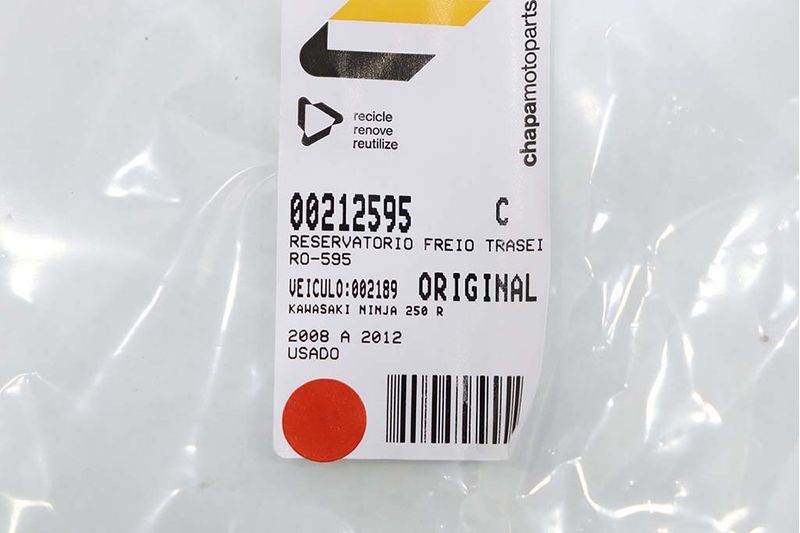 chapamotoparts
recicle
renove
reutilize
00212595 C
RESERVATORIO FREIO TRASEI
RO-595
VEICULO:002189 ORIGINAL
KAWASAKI NINJA 250 R
2008 A 2012
USADO